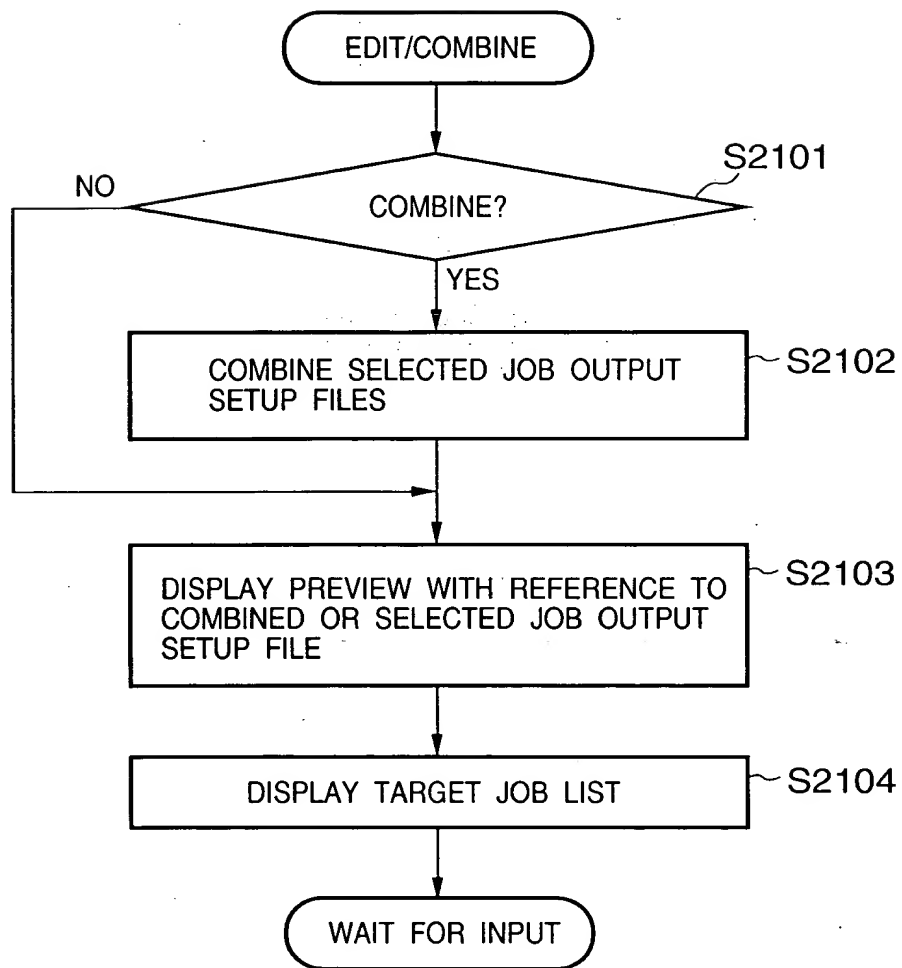 EDIT/COMBINE
S2101
NO
COMBINE?
YES
COMBINE SELECTED JOB OUTPUT
SETUP FILES
S2102
DISPLAY PREVIEW WITH REFERENCE TO
COMBINED OR SELECTED JOB OUTPUT
SETUP FILE
S2103
DISPLAY TARGET JOB LIST
S2104
WAIT FOR INPUT